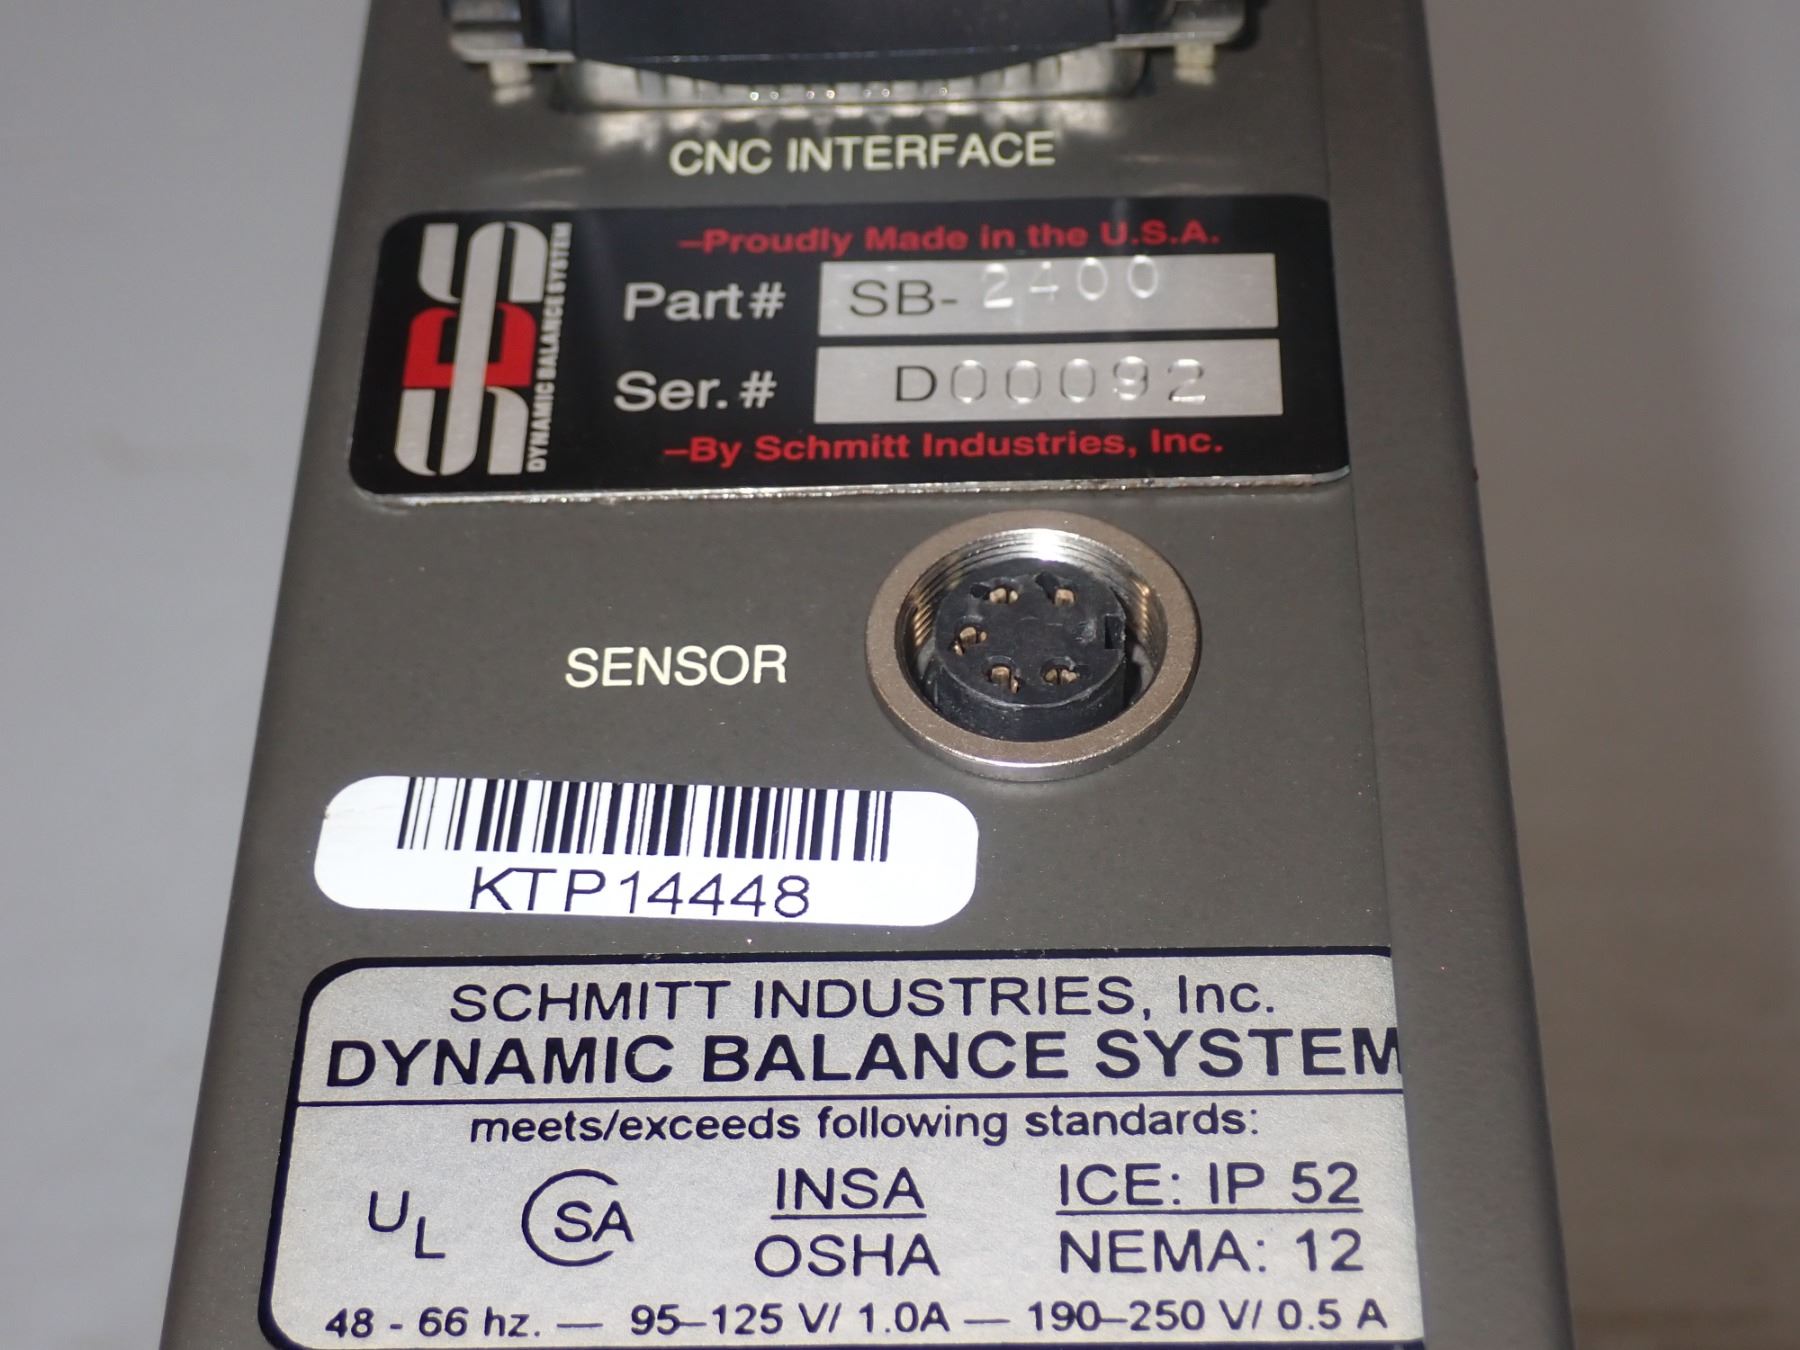 CNC INTERFACE
SBS
DYNAMIC BALANCE SYSTEM
–Proudly Made in the U.S.A.
Part# SB- 2400
Ser.# D00092
–By Schmitt Industries, Inc.
SENSOR
KTP14448
SCHMITT INDUSTRIES, Inc.
DYNAMIC BALANCE SYSTEM
meets/exceeds following standards:
UL SA INSA ICE: IP 52
OSHA NEMA: 12
48 - 66 hz. — 95–125 V/ 1.0A — 190–250 V/ 0.5 A